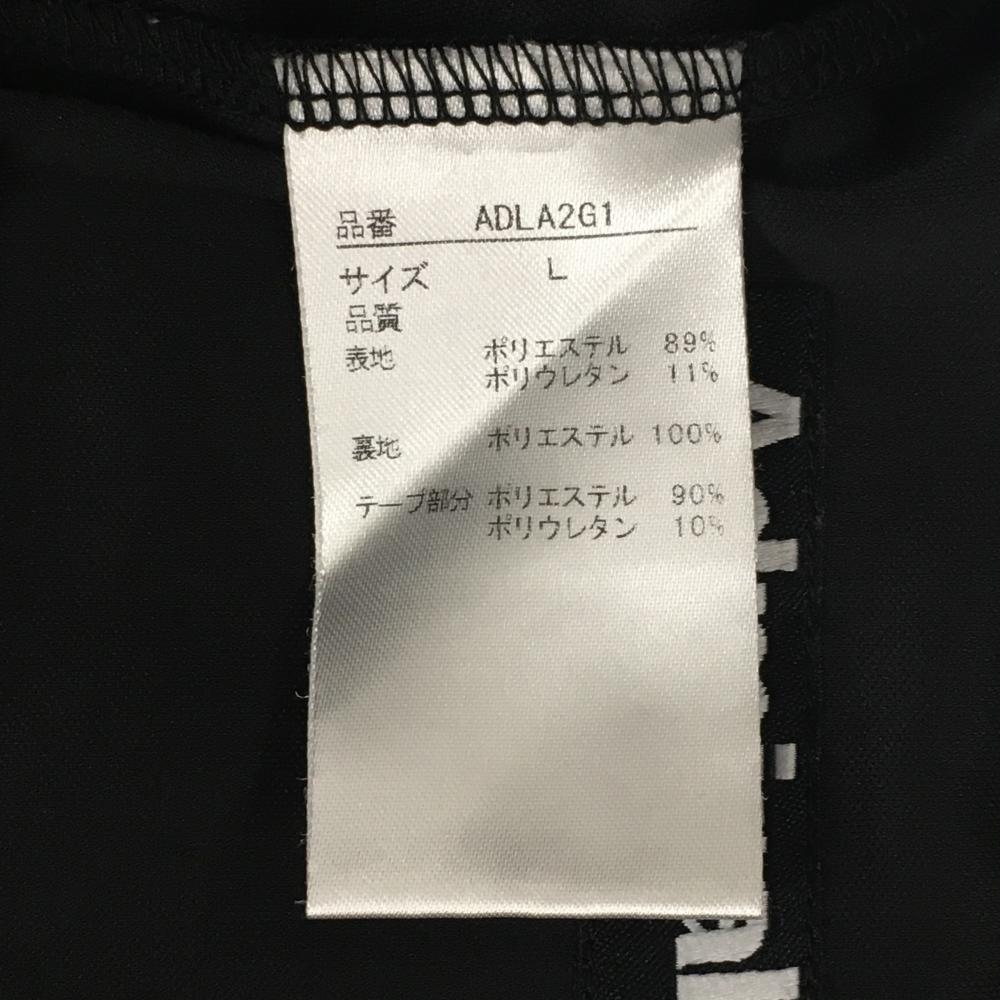 品番 ADLA2G1
サイズ L
品質
表地 ポリエステル 89%
ポリウレタン 11%
裏地 ポリエステル 100%
テープ部分 ポリエステル 90%
ポリウレタン 10%